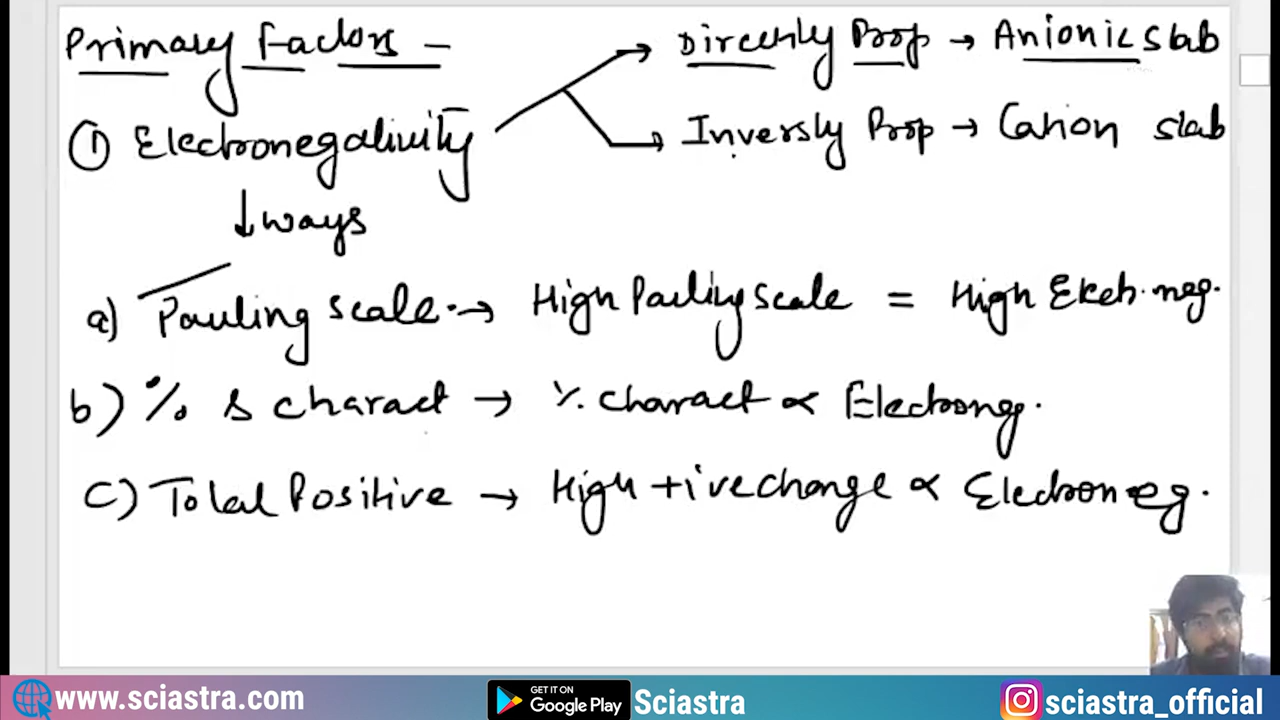 Primary Factors - Directily Prop → Anionic stab
① Electronegativity Inversly Prop → Cation stab
↓ ways
a) Pauling scale. → High Pauling scale = High Elect. neg.
b) % s charact → %. charact ∝ Electroneg.
C) Total Positive → High +ive charge ∝ Electroneg.
www.sciastra.com GET IT ON Google Play Sciastra sciastra_official